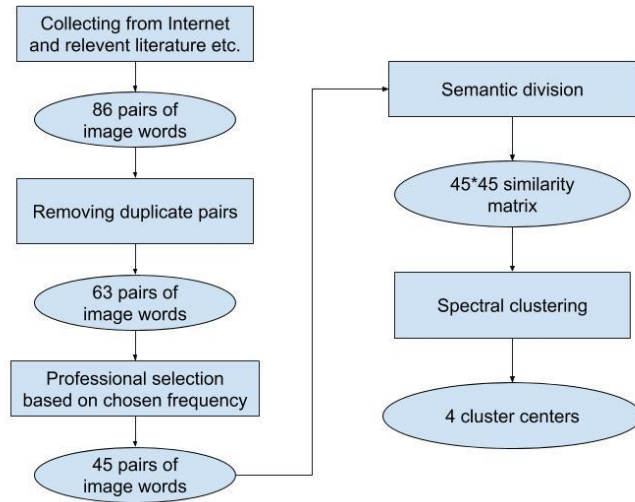 Collecting from Internet
and relevent literature etc.
86 pairs of
image words
Removing duplicate pairs
63 pairs of
image words
Professional selection
based on chosen frequency
45 pairs of
image words
Semantic division
45*45 similarity
matrix
Spectral clustering
4 cluster centers